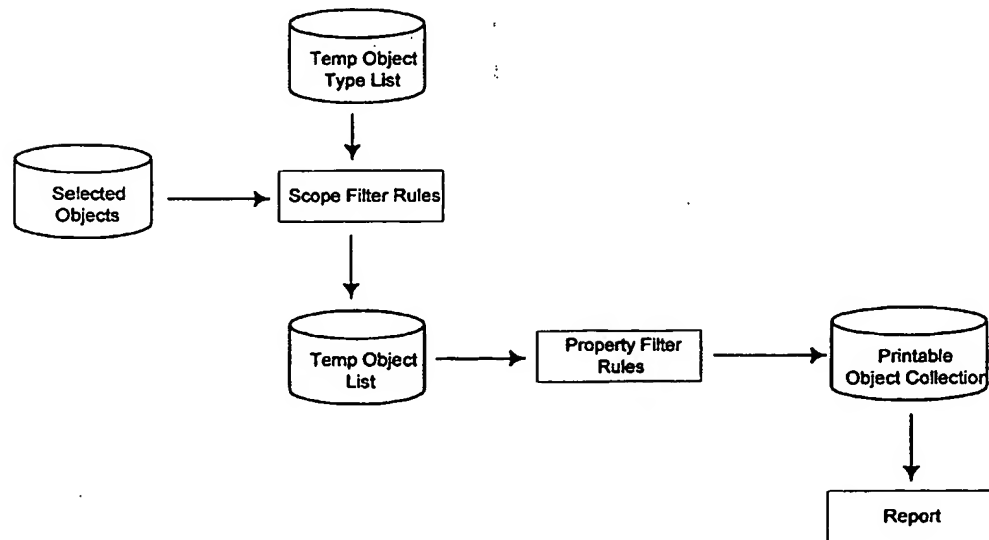 Temp Object
Type List
Selected
Objects
Scope Filter Rules
Temp Object
List
Property Filter
Rules
Printable
Object Collection
Report